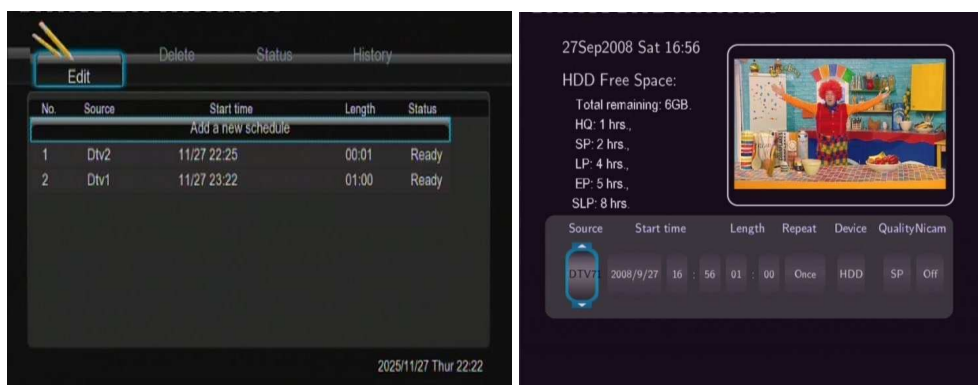 Delete Status History
Edit
No. Source Start time Length Status
Add a new schedule
1 Dtv2 11/27 22:25 00:01 Ready
2 Dtv1 11/27 23:22 01:00 Ready
2025/11/27 Thur 22:22
27Sep2008 Sat 16:56
HDD Free Space:
Total remaining: 6GB.
HQ: 1 hrs.,
SP: 2 hrs.,
LP: 4 hrs.,
EP: 5 hrs.,
SLP: 8 hrs.
Source Start time Length Repeat Device Quality Nicam
DTV71 2008/9/27 16 : 56 01 : 00 Once HDD SP Off